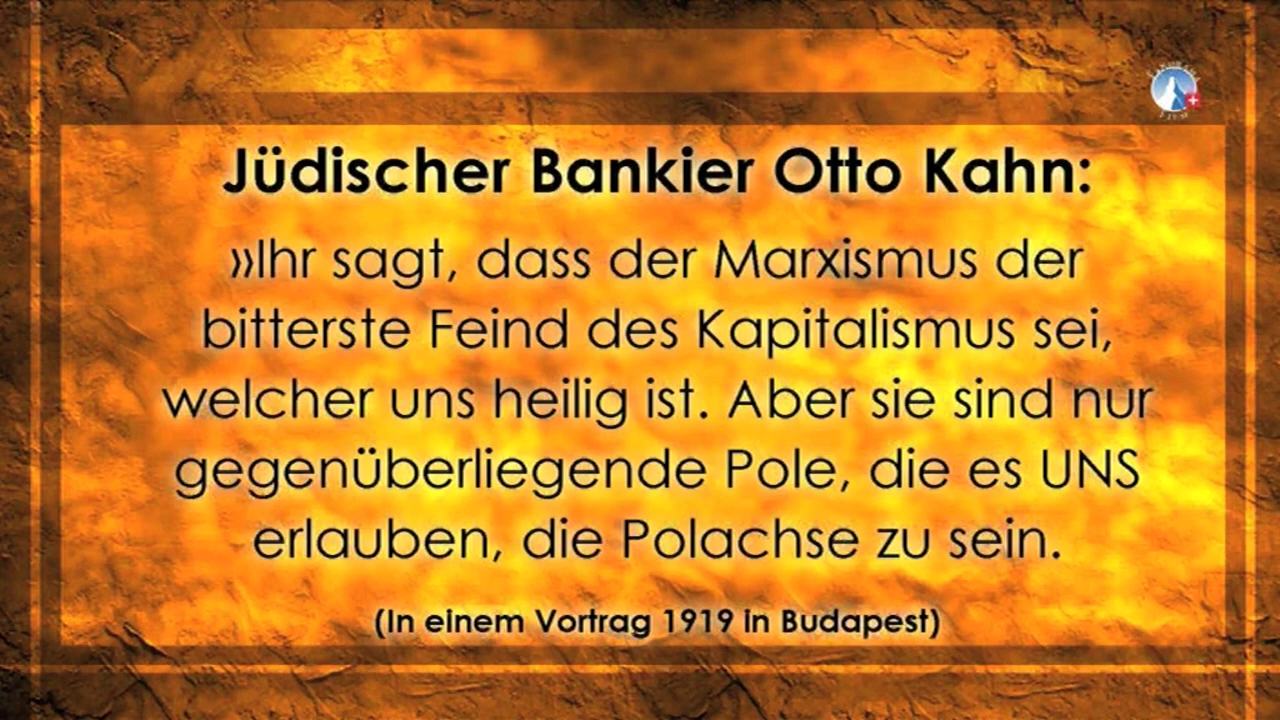 Jüdischer Bankier Otto Kahn:
»Ihr sagt, dass der Marxismus der
bitterste Feind des Kapitalismus sei,
welcher uns heilig ist. Aber sie sind nur
gegenüberliegende Pole, die es UNS
erlauben, die Polachse zu sein.
(In einem Vortrag 1919 in Budapest)